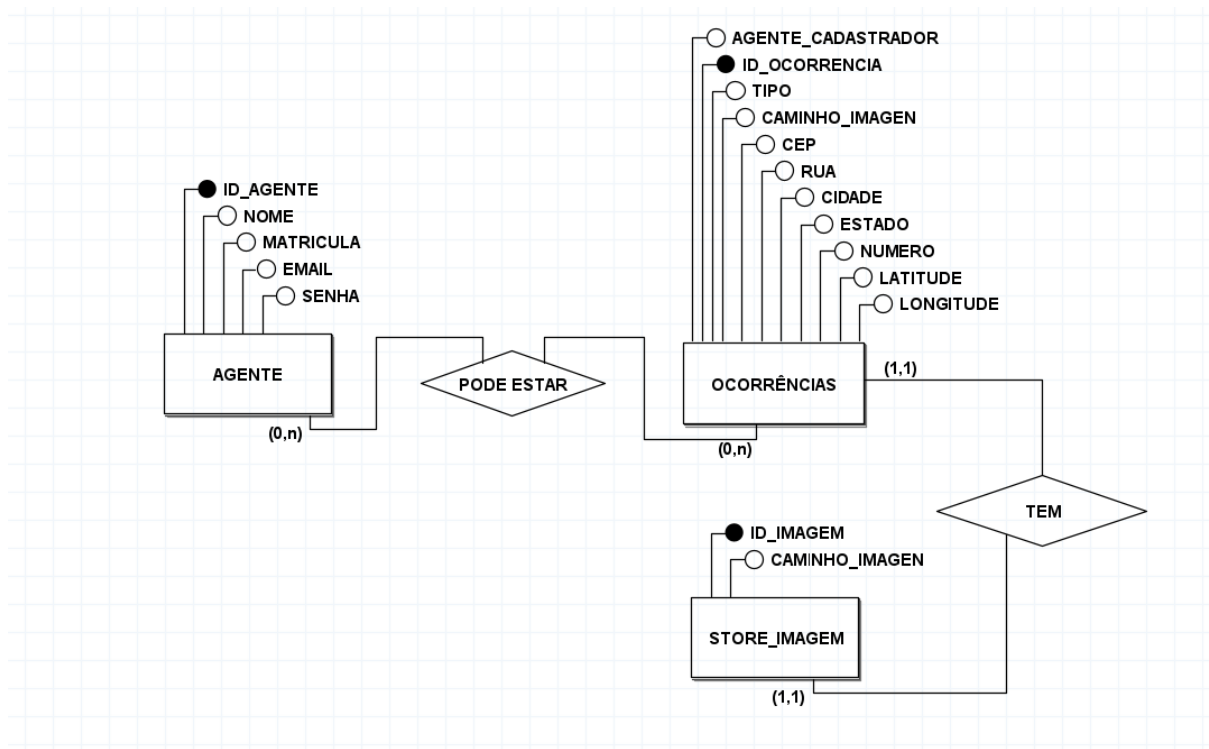 AGENTE_CADASTRADOR
ID_OCORRENCIA
TIPO
CAMINHO_IMAGEN
CEP
RUA
CIDADE
ESTADO
NUMERO
LATITUDE
LONGITUDE
ID_AGENTE
NOME
MATRICULA
EMAIL
SENHA
AGENTE
(0,n)
PODE ESTAR
OCORRÊNCIAS
(0,n)
(1,1)
TEM
ID_IMAGEM
CAMINHO_IMAGEN
STORE_IMAGEM
(1,1)